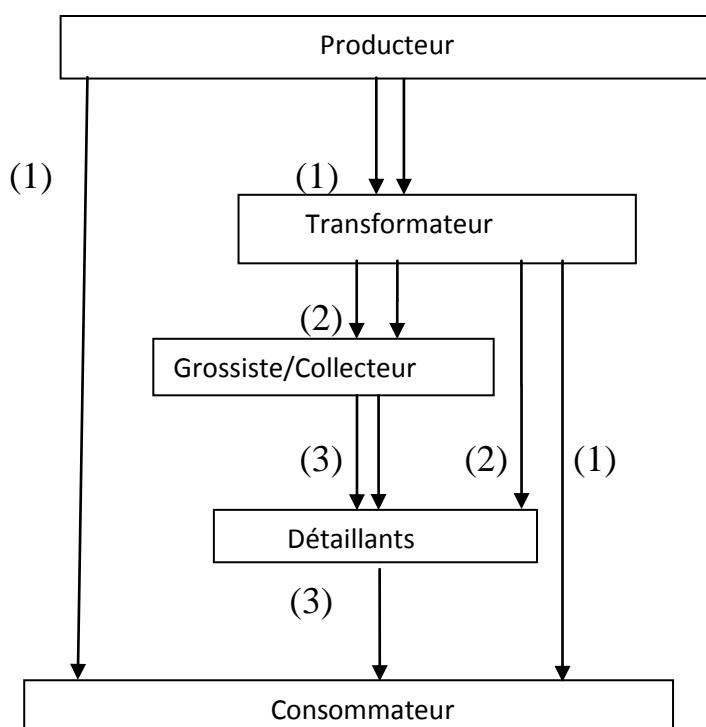 Producteur
(1)
(1)
Transformateur
(2)
Grossiste/Collecteur
(3)
(2)
(1)
Détaillants
(3)
Consommateur